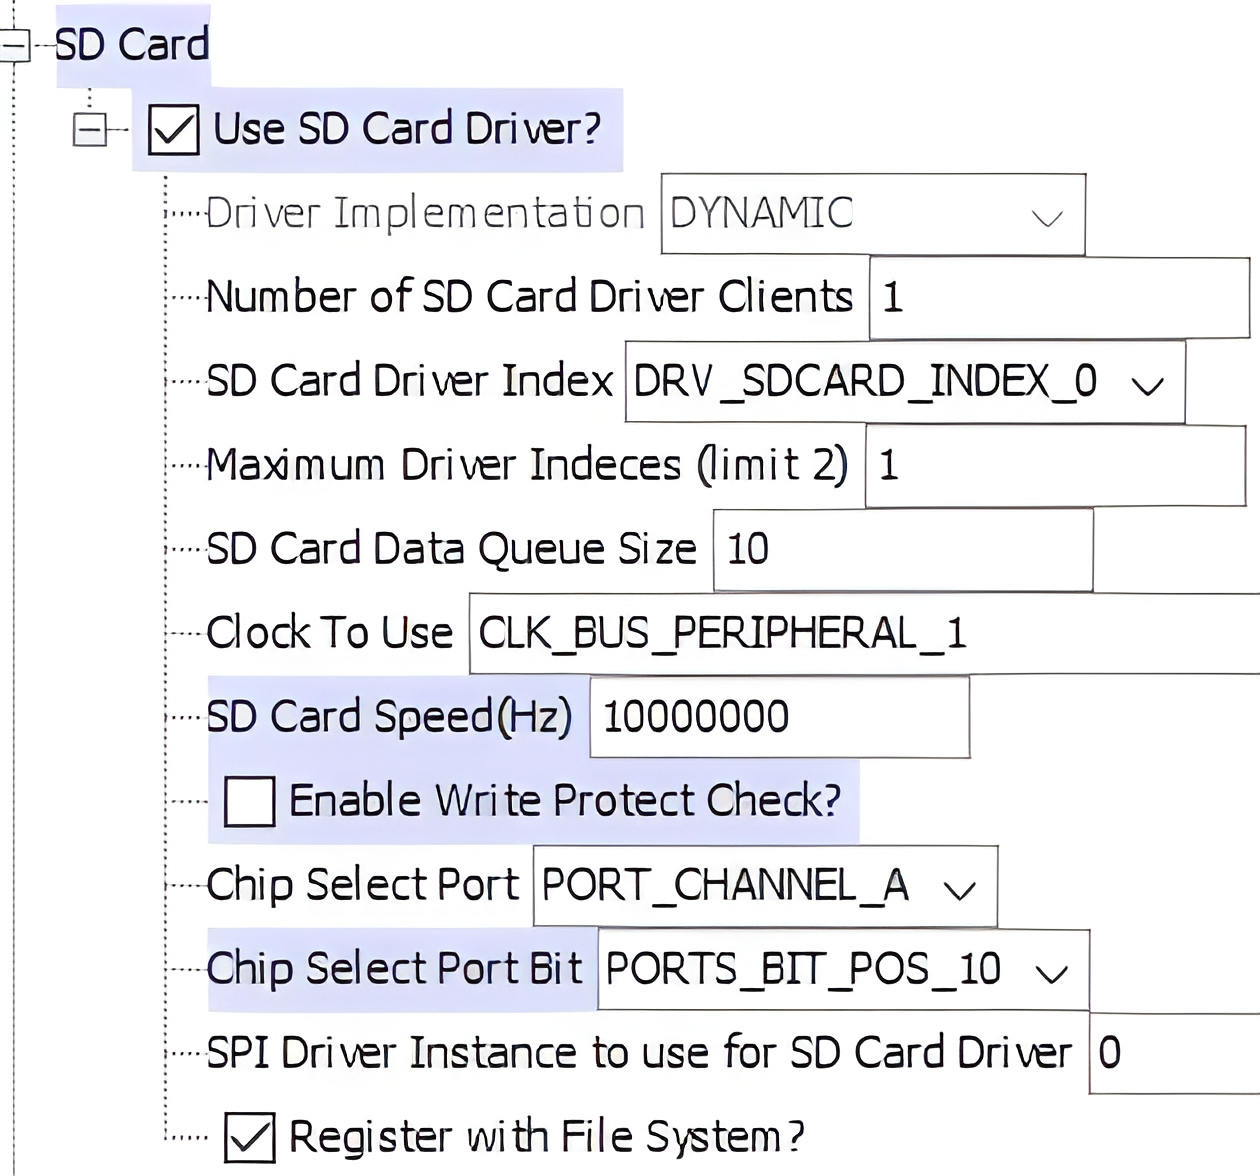 SD Card
Use SD Card Driver?
Driver Implementation DYNAMIC
Number of SD Card Driver Clients 1
SD Card Driver Index DRV_SDCARD_INDEX_0
Maximum Driver Indeces (limit 2) 1
SD Card Data Queue Size 10
Clock To Use CLK_BUS_PERIPHERAL_1
SD Card Speed(Hz) 10000000
Enable Write Protect Check?
Chip Select Port PORT_CHANNEL_A
Chip Select Port Bit PORTS_BIT_POS_10
SPI Driver Instance to use for SD Card Driver 0
Register with File System?